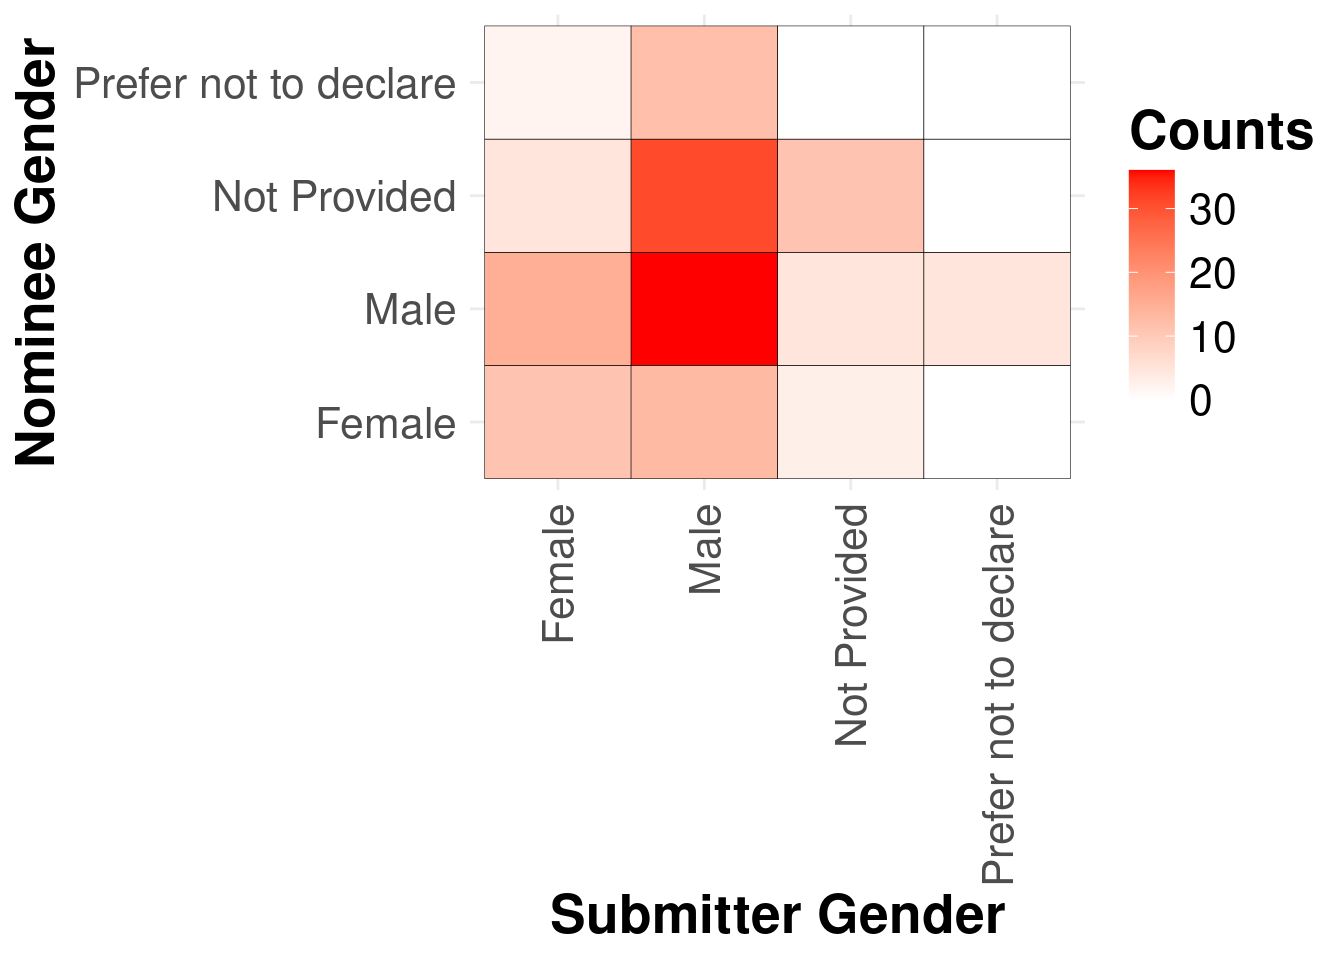 Nominee Gender
Prefer not to declare
Not Provided
Male
Female
Female
Male
Not Provided
Prefer not to declare
Submitter Gender
Counts
30
20
10
0